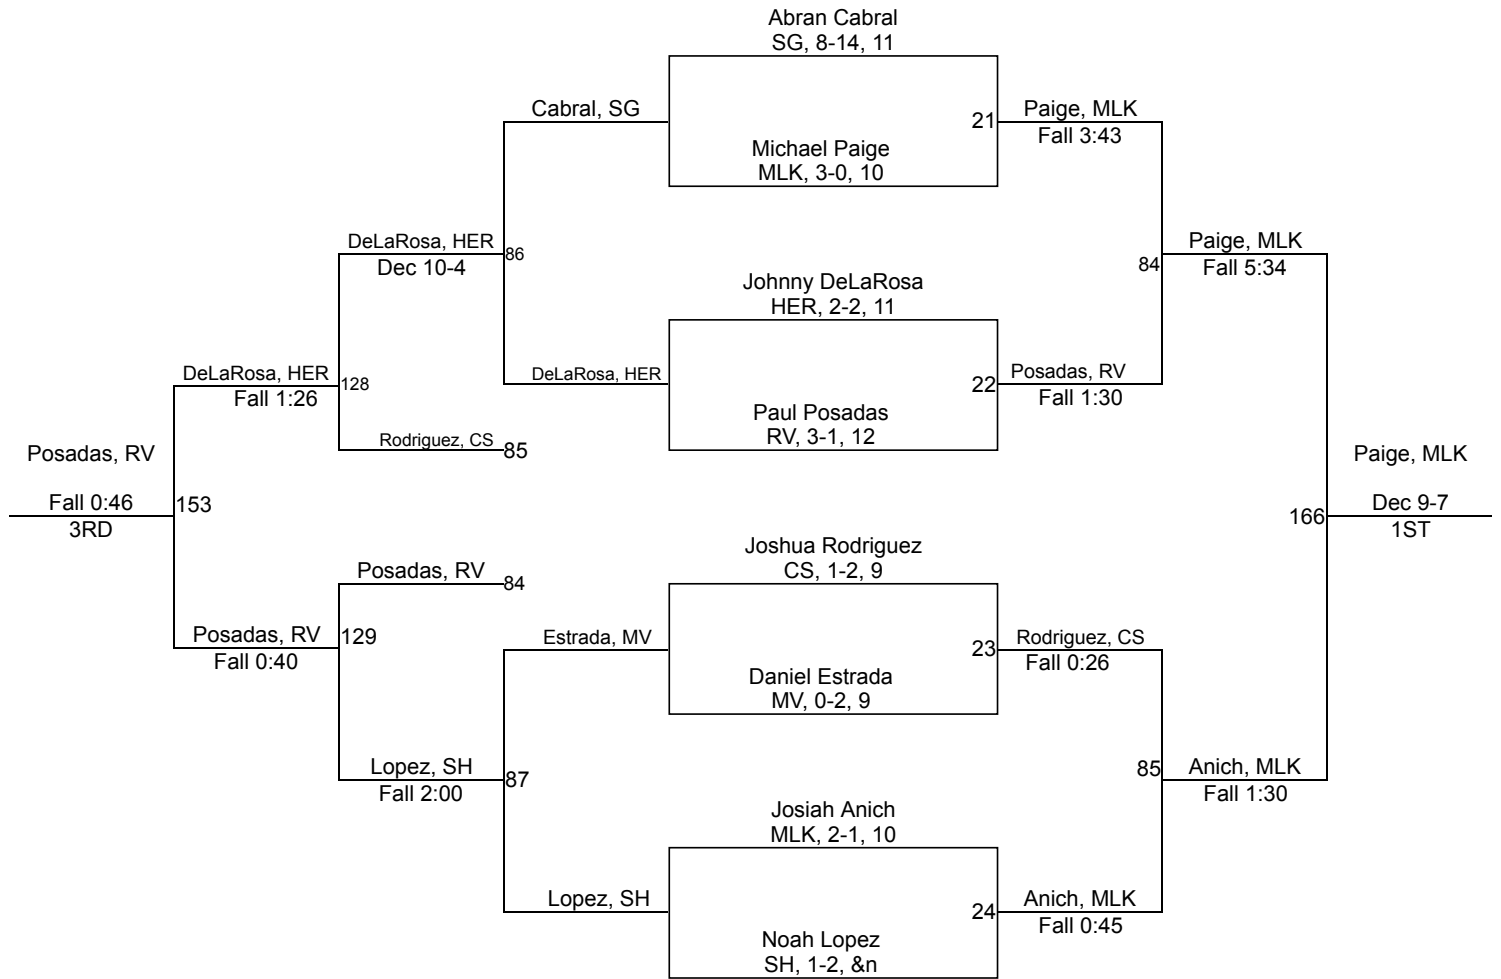 Abran Cabral
SG, 8-14, 11
Cabral, SG
21
Paige, MLK
Fall 3:43
Michael Paige
MLK, 3-0, 10
DeLaRosa, HER
Dec 10-4
86
Paige, MLK
Fall 5:34
84
Johnny DeLaRosa
HER, 2-2, 11
DeLaRosa, HER
Fall 1:26
128
DeLaRosa, HER
22
Posadas, RV
Fall 1:30
Paul Posadas
RV, 3-1, 12
Rodriguez, CS
85
Posadas, RV
Fall 0:46
3RD
153
Paige, MLK
Dec 9-7
1ST
166
Joshua Rodriguez
CS, 1-2, 9
Posadas, RV
84
Posadas, RV
Fall 0:40
129
Estrada, MV
23
Rodriguez, CS
Fall 0:26
Daniel Estrada
MV, 0-2, 9
Lopez, SH
Fall 2:00
87
85
Anich, MLK
Fall 1:30
Josiah Anich
MLK, 2-1, 10
Lopez, SH
24
Anich, MLK
Fall 0:45
Noah Lopez
SH, 1-2, &n